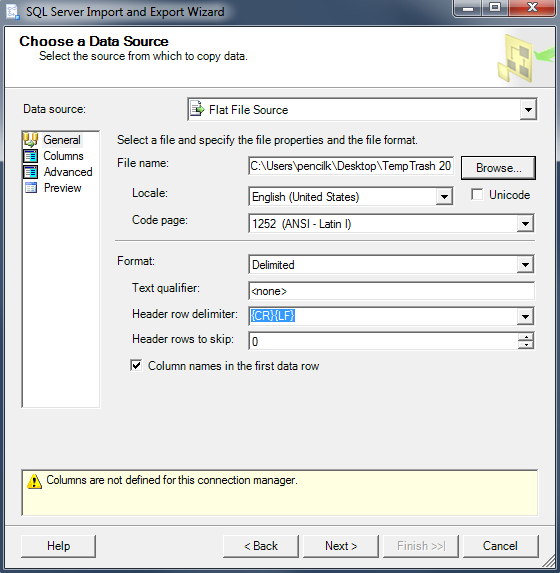 SQL Server Import and Export Wizard
Choose a Data Source
Select the source from which to copy data.
Data source:
Flat File Source
General
Columns
Advanced
Preview
Select a file and specify the file properties and the file format.
File name:
C:\Users\pencilk\Desktop\TempTrash 20
Browse...
Locale:
English (United States)
Unicode
Code page:
1252 (ANSI - Latin I)
Format:
Delimited
Text qualifier:
<none>
Header row delimiter:
{CR}{LF}
Header rows to skip:
0
Column names in the first data row
Columns are not defined for this connection manager.
Help
< Back
Next >
Finish >>|
Cancel